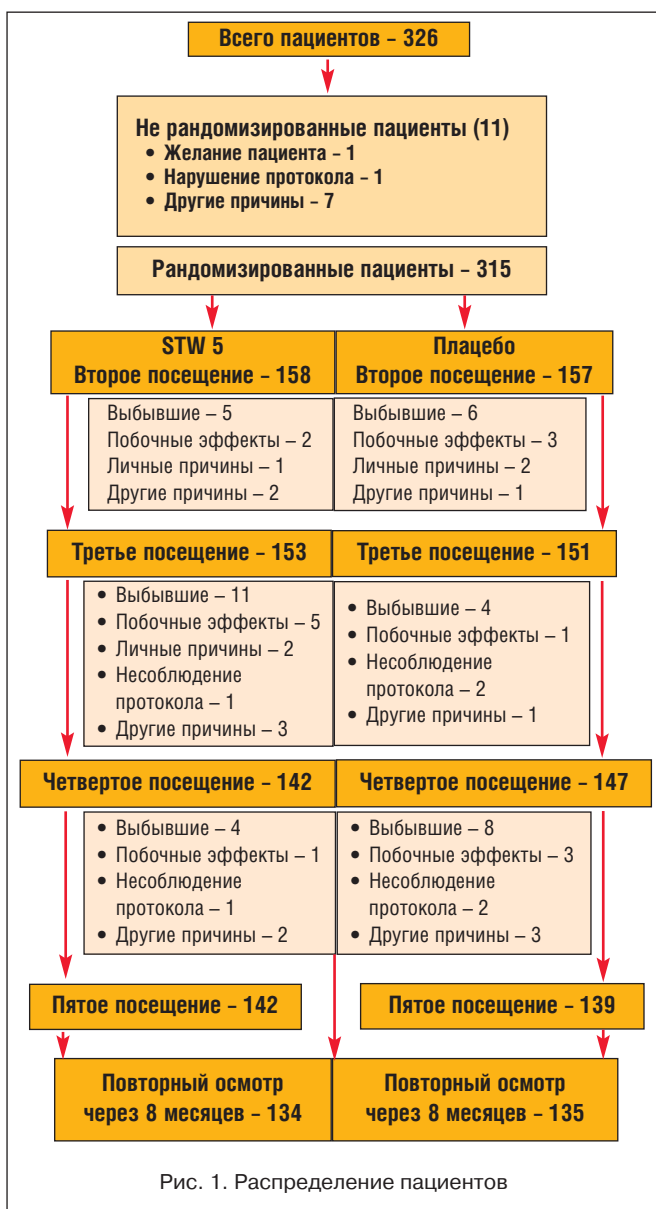 Всего пациентов – 326
Не рандомизированные пациенты (11)
• Желание пациента – 1
• Нарушение протокола – 1
• Другие причины – 7
Рандомизированные пациенты – 315
STW 5
Второе посещение – 158
Плацебо
Второе посещение – 157
Выбывшие – 5
Побочные эффекты – 2
Личные причины – 1
Другие причины – 2
Выбывшие – 6
Побочные эффекты – 3
Личные причины – 2
Другие причины – 1
Третье посещение – 153
Третье посещение – 151
• Выбывшие – 11
• Побочные эффекты – 5
• Личные причины – 2
• Несоблюдение
протокола – 1
• Другие причины – 3
• Выбывшие – 4
• Побочные эффекты – 1
• Несоблюдение
протокола – 2
• Другие причины – 1
Четвертое посещение – 142
Четвертое посещение – 147
• Выбывшие – 4
• Побочные эффекты – 1
• Несоблюдение
протокола – 1
• Другие причины – 2
• Выбывшие – 8
• Побочные эффекты – 3
• Несоблюдение
протокола – 2
• Другие причины – 3
Пятое посещение – 142
Пятое посещение – 139
Повторный осмотр
через 8 месяцев – 134
Повторный осмотр
через 8 месяцев – 135
Рис. 1. Распределение пациентов